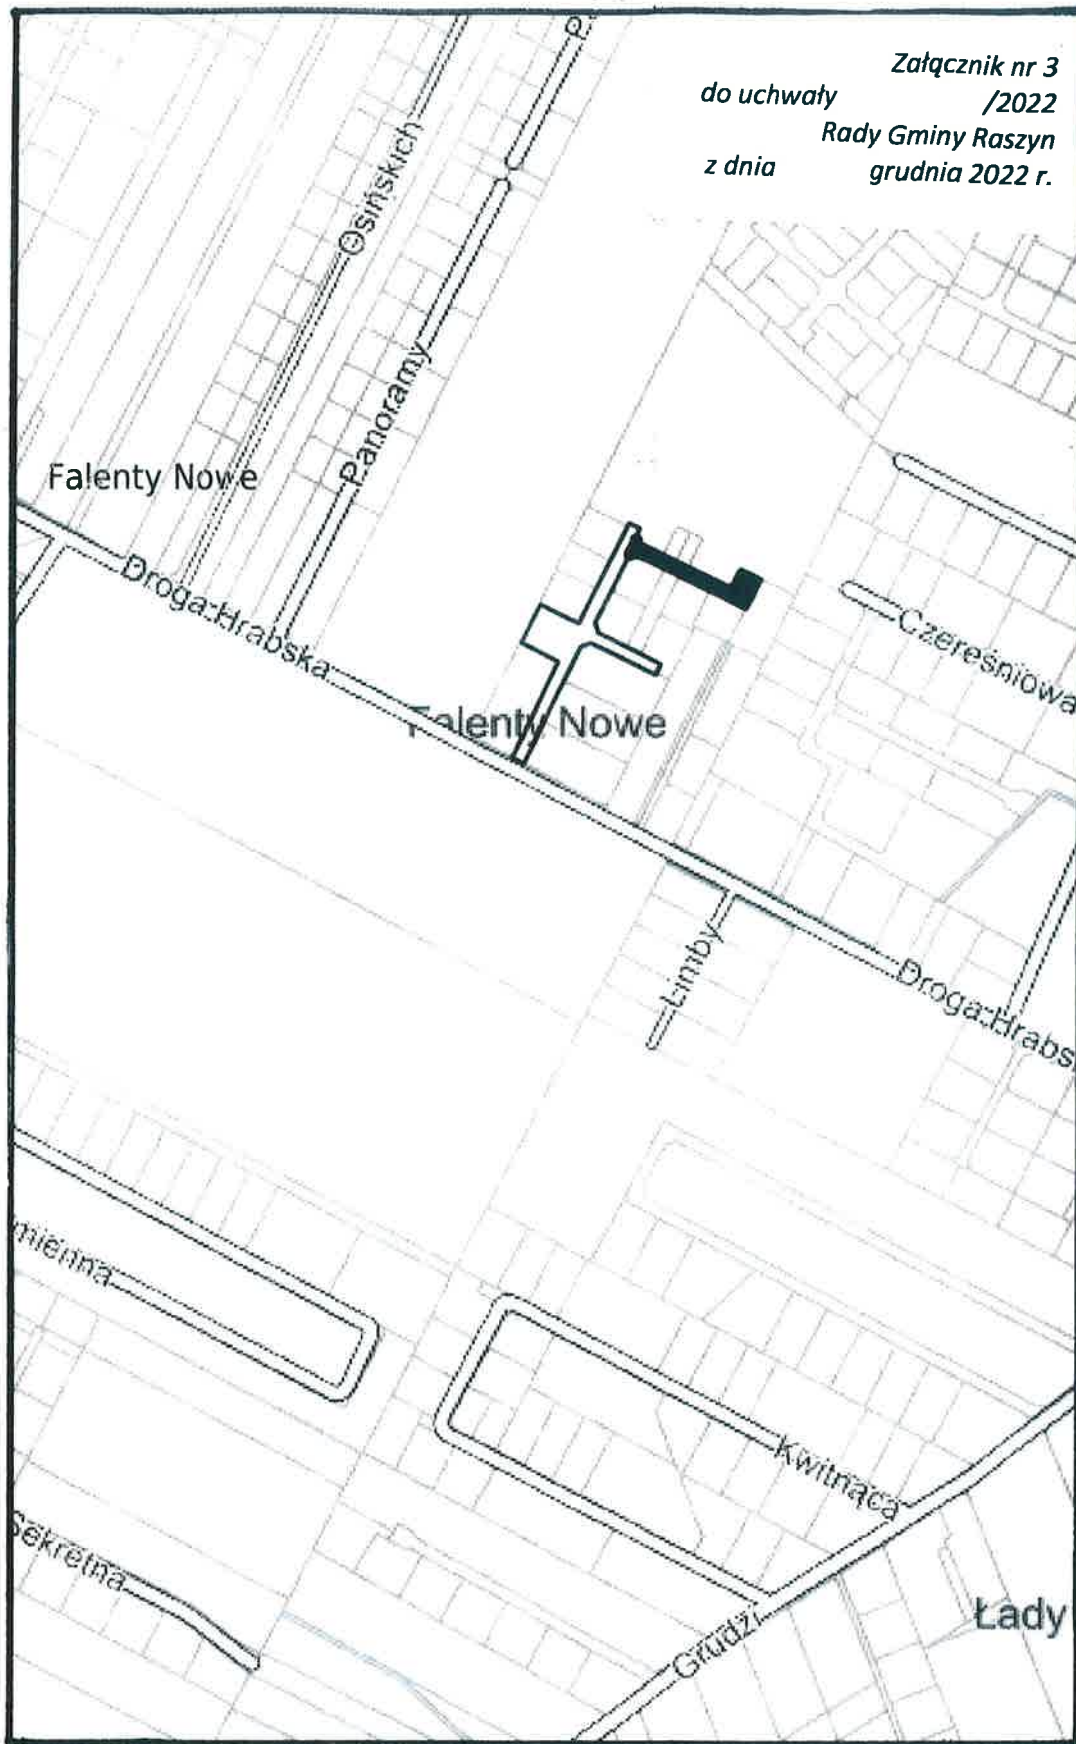 Załącznik nr 3
do uchwały /2022
Rady Gminy Raszyn
z dnia grudnia 2022 r.
P
Osińskich
Panoramy
Falenty Nowe
Droga Hrabska
Czereśniowa
Falenty Nowe
Limby
Droga Hrabs
mienna
Kwitnąca
Sekretna
Grudzi
Łady